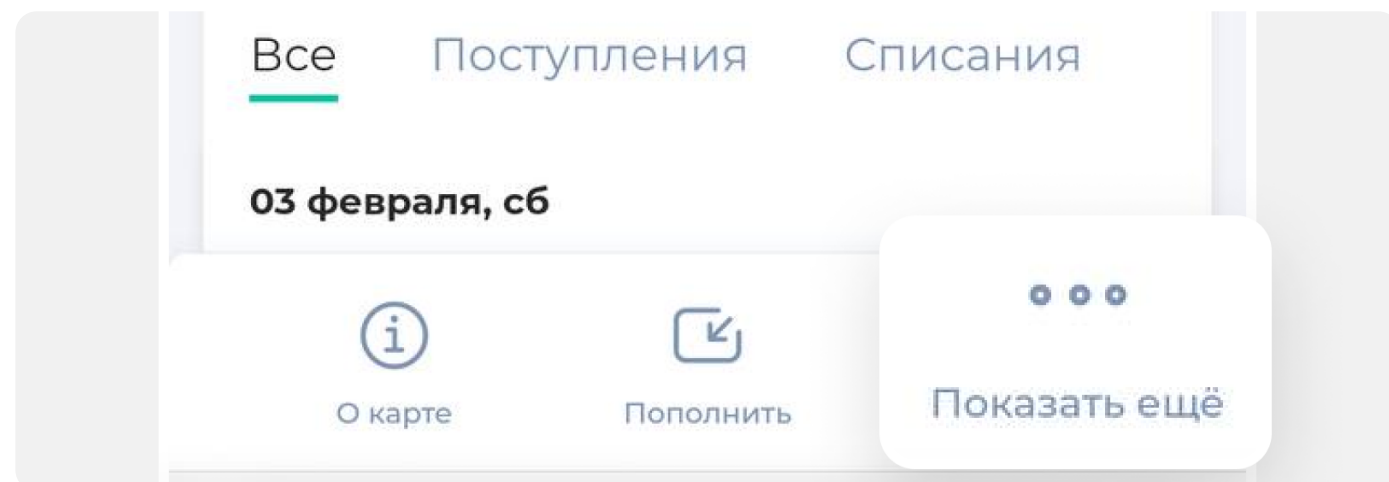 Все Поступления Списания
03 февраля, сб
О карте Пополнить Показать ещё